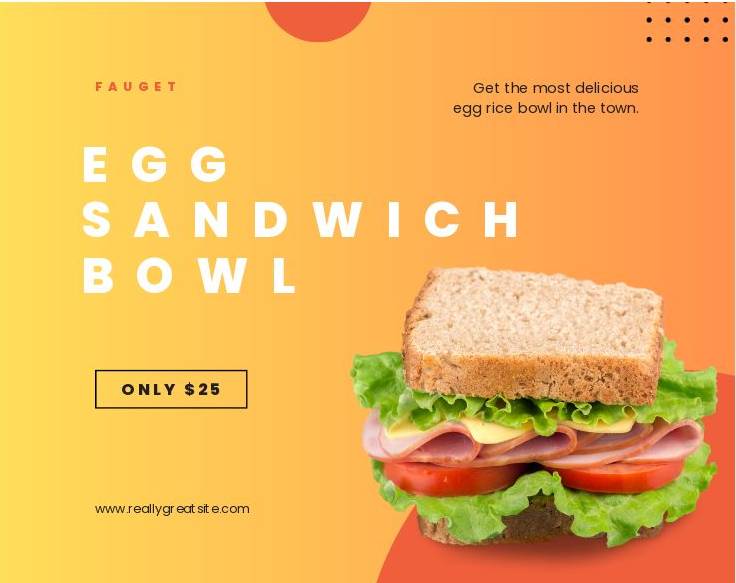 FAUGET
Get the most delicious
egg rice bowl in the town.
EGG
SANDWICH
BOWL
ONLY $25
www.reallygreatsite.com